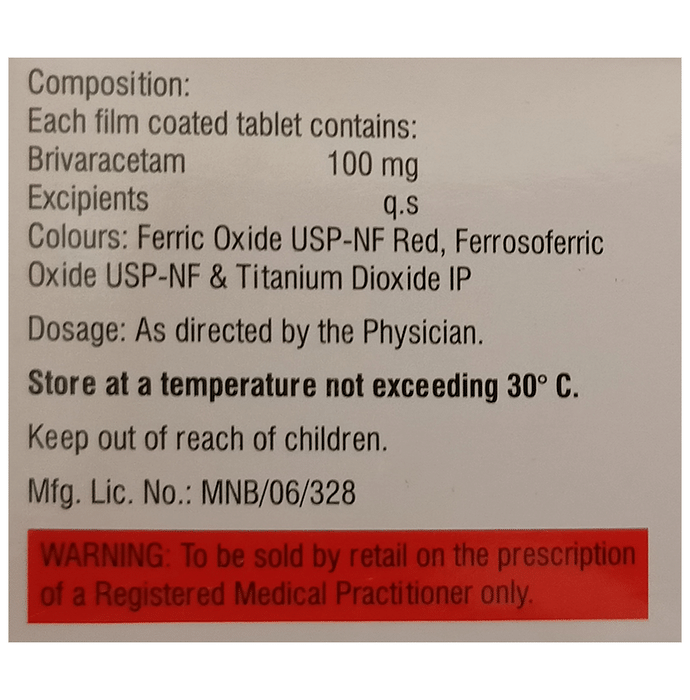 Composition:
Each film coated tablet contains:
Brivaracetam 100 mg
Excipients q.s
Colours: Ferric Oxide USP-NF Red, Ferrosoferric
Oxide USP-NF & Titanium Dioxide IP
Dosage: As directed by the Physician.
Store at a temperature not exceeding 30° C.
Keep out of reach of children.
Mfg. Lic. No.: MNB/06/328
WARNING: To be sold by retail on the prescription
of a Registered Medical Practitioner only.